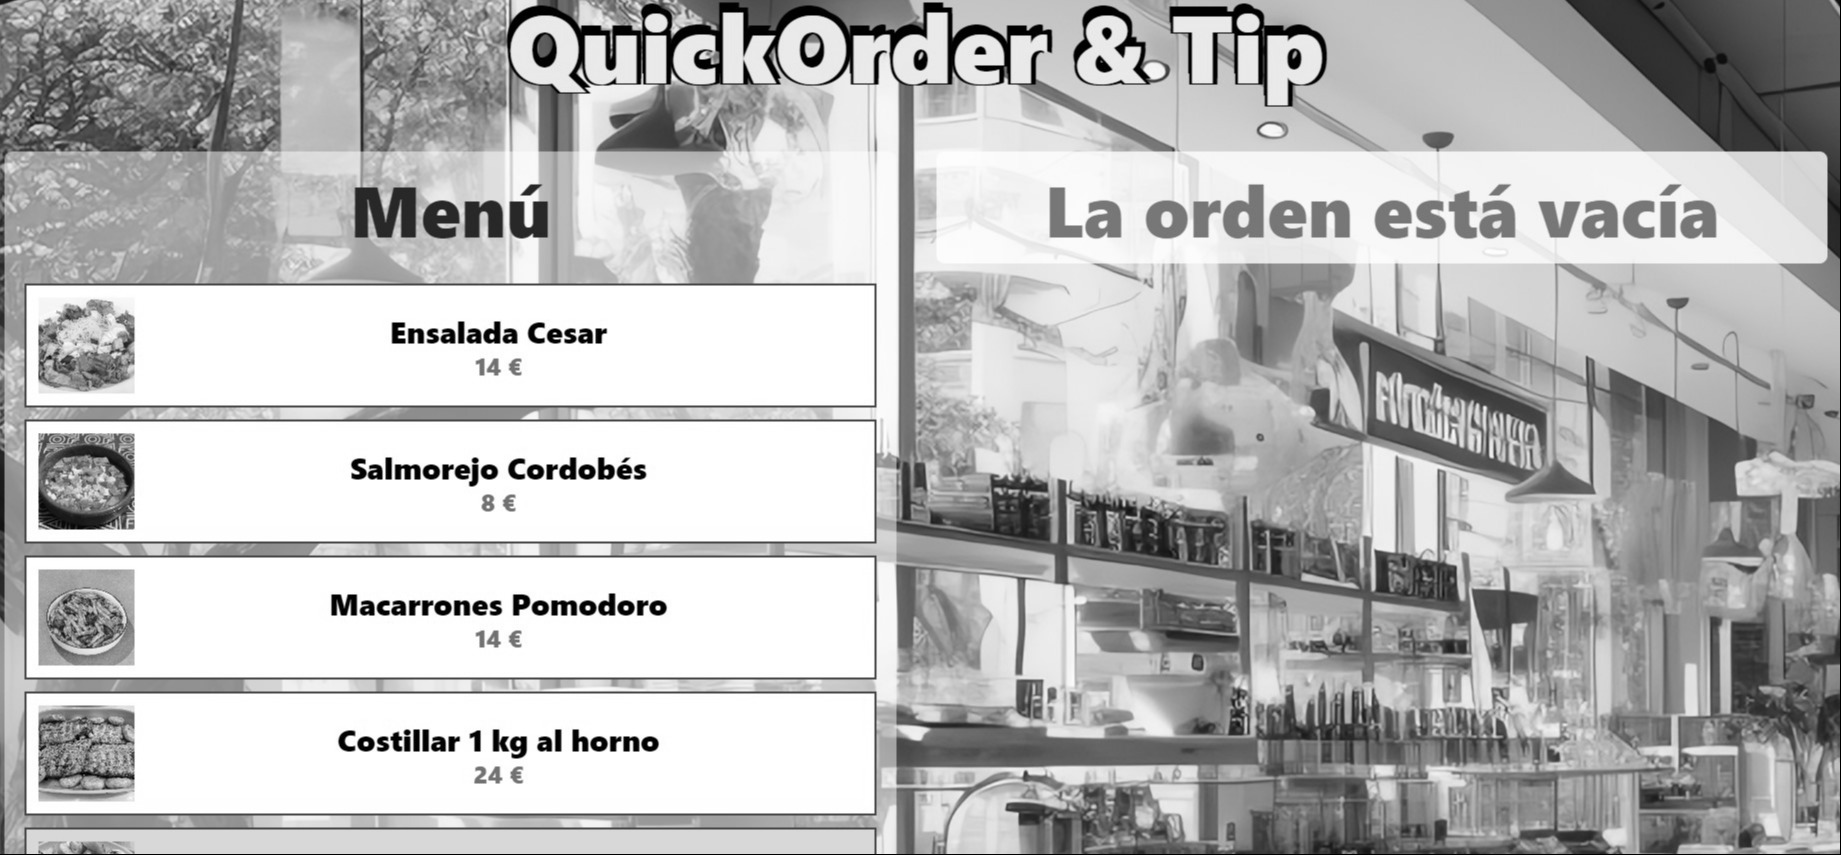 QuickOrder & Tip
Menú
Ensalada Cesar
14 €
Salmorejo Cordobés
8 €
Macarrones Pomodoro
14 €
Costillar 1 kg al horno
24 €
La orden está vacía